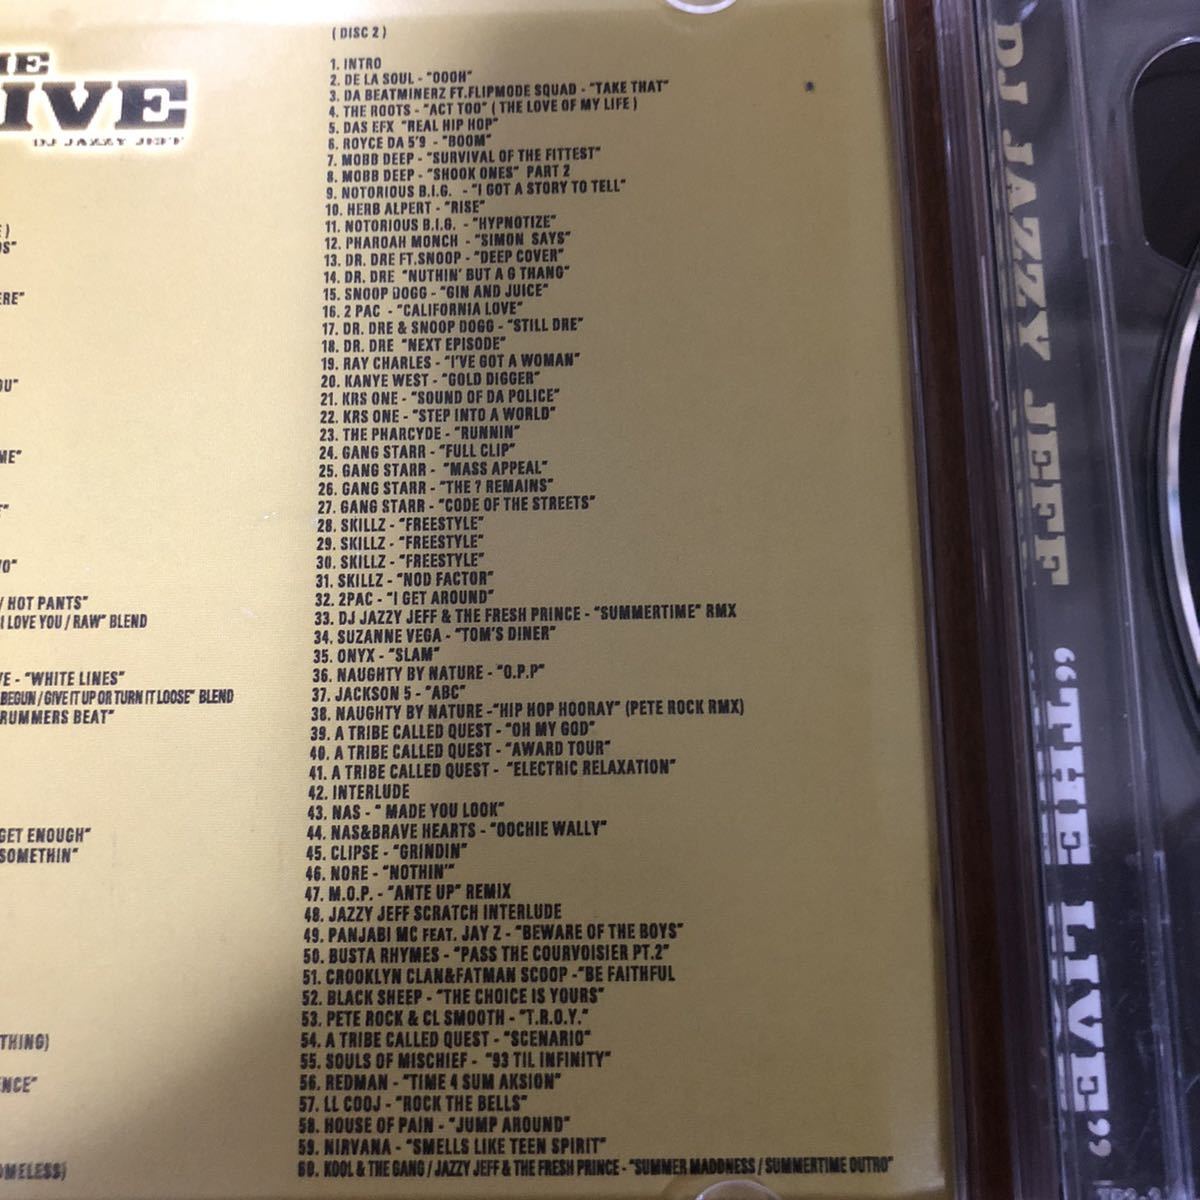 IVE
DJ JAZZY JEFF
E)
OS"
ERE"
OU"
ME"
/ HOT PANTS"
I LOVE YOU / RAW" BLEND
VE - "WHITE LINES"
BEGUN / GIVE IT UP OR TURN IT LOOSE" BLEND
RUMMERS BEAT"
GET ENOUGH"
SOMETHIN"
THING)
ENCE"
OMELESS)
( DISC 2 )
1. INTRO
2. DE LA SOUL - "OOOH"
3. DA BEATMINERZ FT.FLIPMODE SQUAD - "TAKE THAT"
4. THE ROOTS - "ACT TOO" ( THE LOVE OF MY LIFE )
5. DAS EFX "REAL HIP HOP"
6. ROYCE DA 5'9 - "BOOM"
7. MOBB DEEP - "SURVIVAL OF THE FITTEST"
8. MOBB DEEP - "SHOOK ONES" PART 2
9. NOTORIOUS B.I.G. - "I GOT A STORY TO TELL"
10. HERB ALPERT - "RISE"
11. NOTORIOUS B.I.G. - "HYPNOTIZE"
12. PHAROAH MONCH - "SIMON SAYS"
13. DR. DRE FT.SNOOP - "DEEP COVER"
14. DR. DRE "NUTHIN' BUT A G THANG"
15. SNOOP DOGG - "GIN AND JUICE"
16. 2 PAC - "CALIFORNIA LOVE"
17. DR. DRE & SNOOP DOGG - "STILL DRE"
18. DR. DRE "NEXT EPISODE"
19. RAY CHARLES - "I'VE GOT A WOMAN"
20. KANYE WEST - "GOLD DIGGER"
21. KRS ONE - "SOUND OF DA POLICE"
22. KRS ONE - "STEP INTO A WORLD"
23. THE PHARCYDE - "RUNNIN"
24. GANG STARR - "FULL CLIP"
25. GANG STARR - "MASS APPEAL"
26. GANG STARR - "THE ? REMAINS"
27. GANG STARR - "CODE OF THE STREETS"
28. SKILLZ - "FREESTYLE"
29. SKILLZ - "FREESTYLE"
30. SKILLZ - "FREESTYLE"
31. SKILLZ - "NOD FACTOR"
32. 2PAC - "I GET AROUND"
33. DJ JAZZY JEFF & THE FRESH PRINCE - "SUMMERTIME" RMX
34. SUZANNE VEGA - "TOM'S DINER"
35. ONYX - "SLAM"
36. NAUGHTY BY NATURE - "O.P.P"
37. JACKSON 5 - "ABC"
38. NAUGHTY BY NATURE -"HIP HOP HOORAY" (PETE ROCK RMX)
39. A TRIBE CALLED QUEST - "OH MY GOD"
40. A TRIBE CALLED QUEST - "AWARD TOUR"
41. A TRIBE CALLED QUEST - "ELECTRIC RELAXATION"
42. INTERLUDE
43. NAS - " MADE YOU LOOK"
44. NAS&BRAVE HEARTS - "OOCHIE WALLY"
45. CLIPSE - "GRINDIN"
46. NORE - "NOTHIN'"
47. M.O.P. - "ANTE UP" REMIX
48. JAZZY JEFF SCRATCH INTERLUDE
49. PANJABI MC FEAT. JAY Z - "BEWARE OF THE BOYS"
50. BUSTA RHYMES - "PASS THE COURVOISIER PT.2"
51. CROOKLYN CLAN&FATMAN SCOOP -"BE FAITHFUL
52. BLACK SHEEP - "THE CHOICE IS YOURS"
53. PETE ROCK & CL SMOOTH - "T.R.O.Y."
54. A TRIBE CALLED QUEST - "SCENARIO"
55. SOULS OF MISCHIEF - "93 TIL INFINITY"
56. REDMAN - "TIME 4 SUM AKSION"
57. LL COOJ - "ROCK THE BELLS"
58. HOUSE OF PAIN - "JUMP AROUND"
59. NIRVANA - "SMELLS LIKE TEEN SPIRIT"
60. KOOL & THE GANG / JAZZY JEFF & THE FRESH PRINCE - "SUMMER MADDNESS / SUMMERTIME OUTRO"
DJ JAZZY JEFF "THE LIVE"